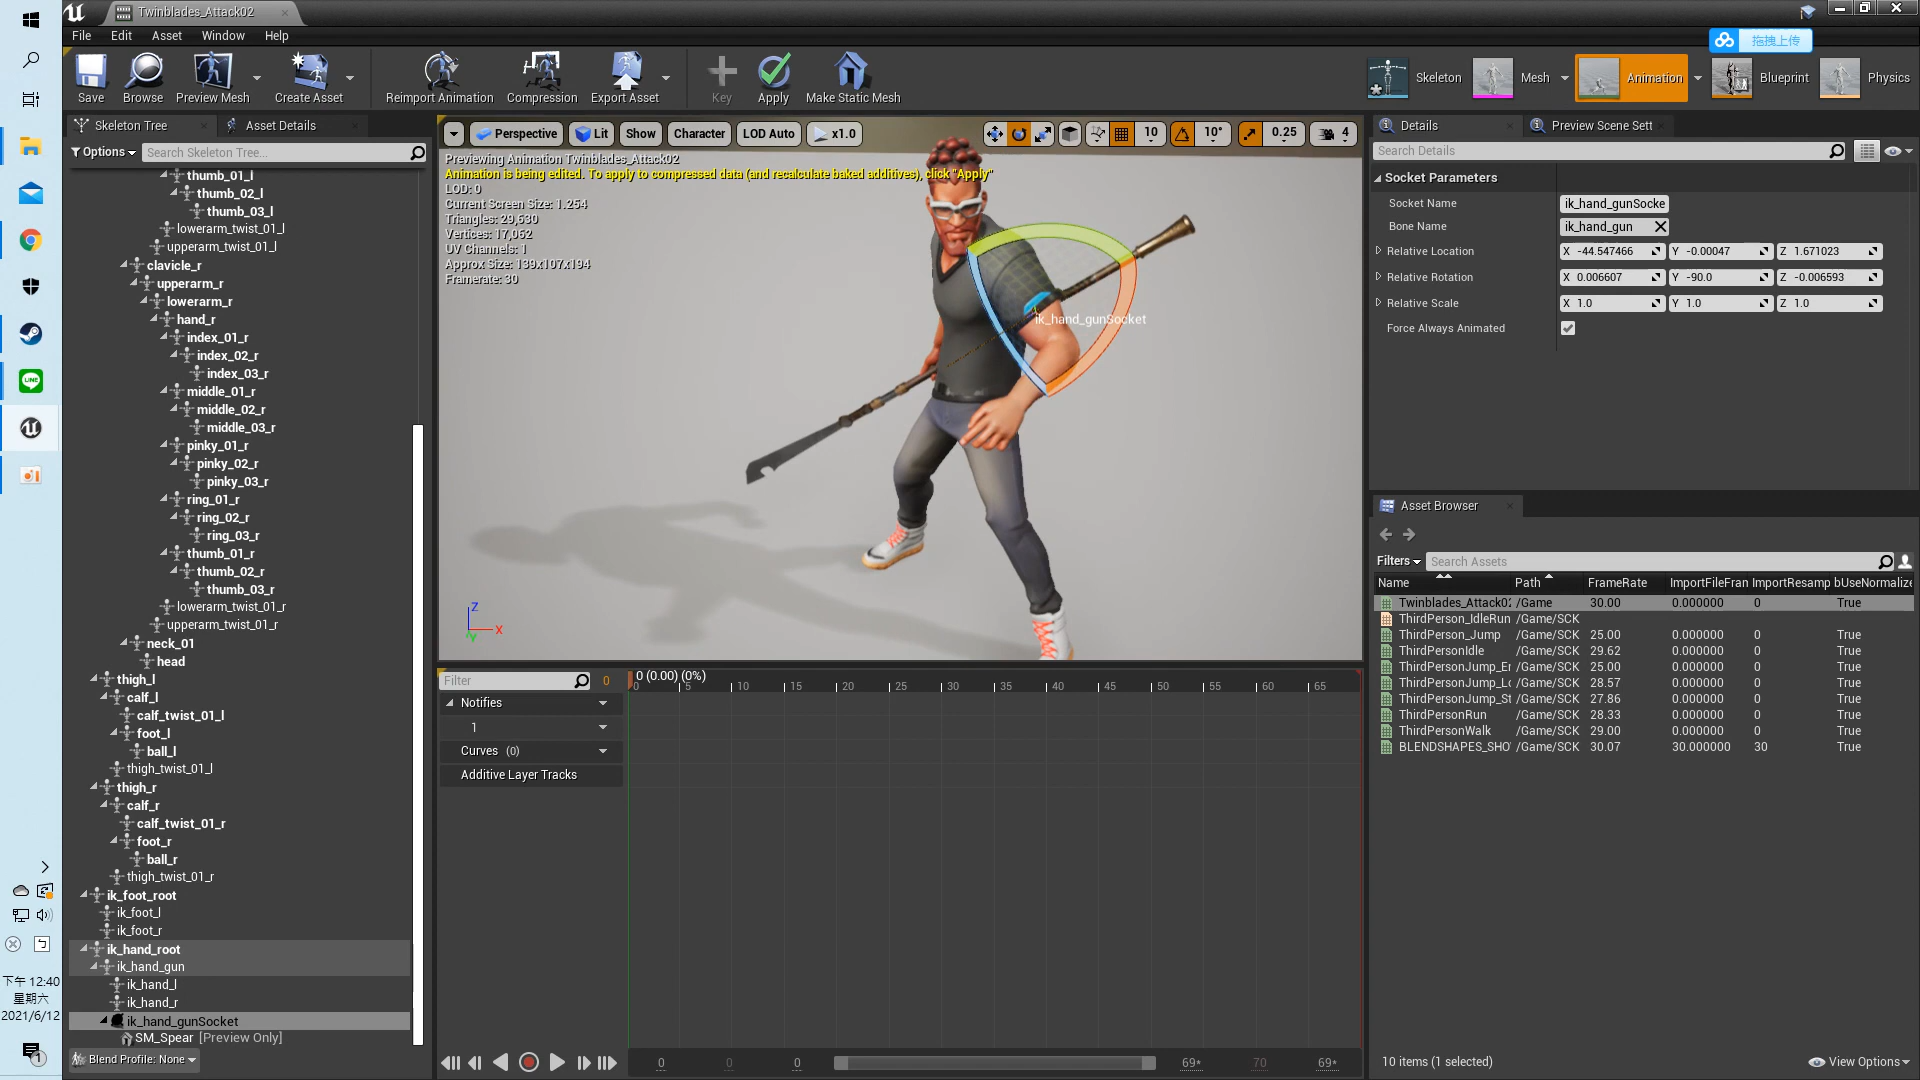 Twinblades_Attack02
File Edit Asset Window Help
拖拽上传
Save
Browse
Preview Mesh
Create Asset
Reimport Animation
Compression
Export Asset
Key
Apply
Make Static Mesh
Skeleton
Mesh
Animation
Blueprint
Physics
Skeleton Tree
Asset Details
Options
Search Skeleton Tree...
thumb_01_l
thumb_02_l
thumb_03_l
lowerarm_twist_01_l
upperarm_twist_01_l
clavicle_r
upperarm_r
lowerarm_r
hand_r
index_01_r
index_02_r
index_03_r
middle_01_r
middle_02_r
middle_03_r
pinky_01_r
pinky_02_r
pinky_03_r
ring_01_r
ring_02_r
ring_03_r
thumb_01_r
thumb_02_r
thumb_03_r
lowerarm_twist_01_r
upperarm_twist_01_r
neck_01
head
thigh_l
calf_l
calf_twist_01_l
foot_l
ball_l
thigh_twist_01_l
thigh_r
calf_r
calf_twist_01_r
foot_r
ball_r
thigh_twist_01_r
ik_foot_root
ik_foot_l
ik_foot_r
ik_hand_root
ik_hand_gun
ik_hand_l
ik_hand_r
ik_hand_gunSocket
SM_Spear [Preview Only]
Blend Profile: None
Perspective Lit Show Character LOD Auto x1.0 10 10° 0.25 4
Previewing Animation Twinblades_Attack02
Animation is being edited. To apply to compressed data (and recalculate baked additives), click "Apply"
LOD: 0
Current Screen Size: 1.254
Triangles: 29,630
Vertices: 17,062
UV Channels: 1
Approx Size: 139x107x194
Framerate: 30
ik_hand_gunSocket
Z
X
Y
Filter
0
0 (0.00) (0%)
0 5 10 15 20 25 30 35 40 45 50 55 60 65
Notifies
1
Curves (0)
Additive Layer Tracks
0 0 0 69* 70 69*
Details
Preview Scene Sett
Search Details
Socket Parameters
Socket Name ik_hand_gunSocke
Bone Name ik_hand_gun
Relative Location X -44.547466 Y -0.00047 Z 1.671023
Relative Rotation X 0.006607 Y -90.0 Z -0.006593
Relative Scale X 1.0 Y 1.0 Z 1.0
Force Always Animated
Asset Browser
Filters
Search Assets
Name Path FrameRate ImportFileFran ImportResamp bUseNormalize
Twinblades_Attack02 /Game 30.00 0.000000 0 True
ThirdPerson_IdleRun /Game/SCK
ThirdPerson_Jump /Game/SCK 25.00 0.000000 0 True
ThirdPersonIdle /Game/SCK 29.62 0.000000 0 True
ThirdPersonJump_En /Game/SCK 25.00 0.000000 0 True
ThirdPersonJump_Lo /Game/SCK 28.57 0.000000 0 True
ThirdPersonJump_St /Game/SCK 27.86 0.000000 0 True
ThirdPersonRun /Game/SCK 28.33 0.000000 0 True
ThirdPersonWalk /Game/SCK 29.00 0.000000 0 True
BLENDSHAPES_SHO /Game/SCK 30.07 30.000000 30 True
10 items (1 selected)
View Options
LINE
下午 12:40
星期六
2021/6/12
1